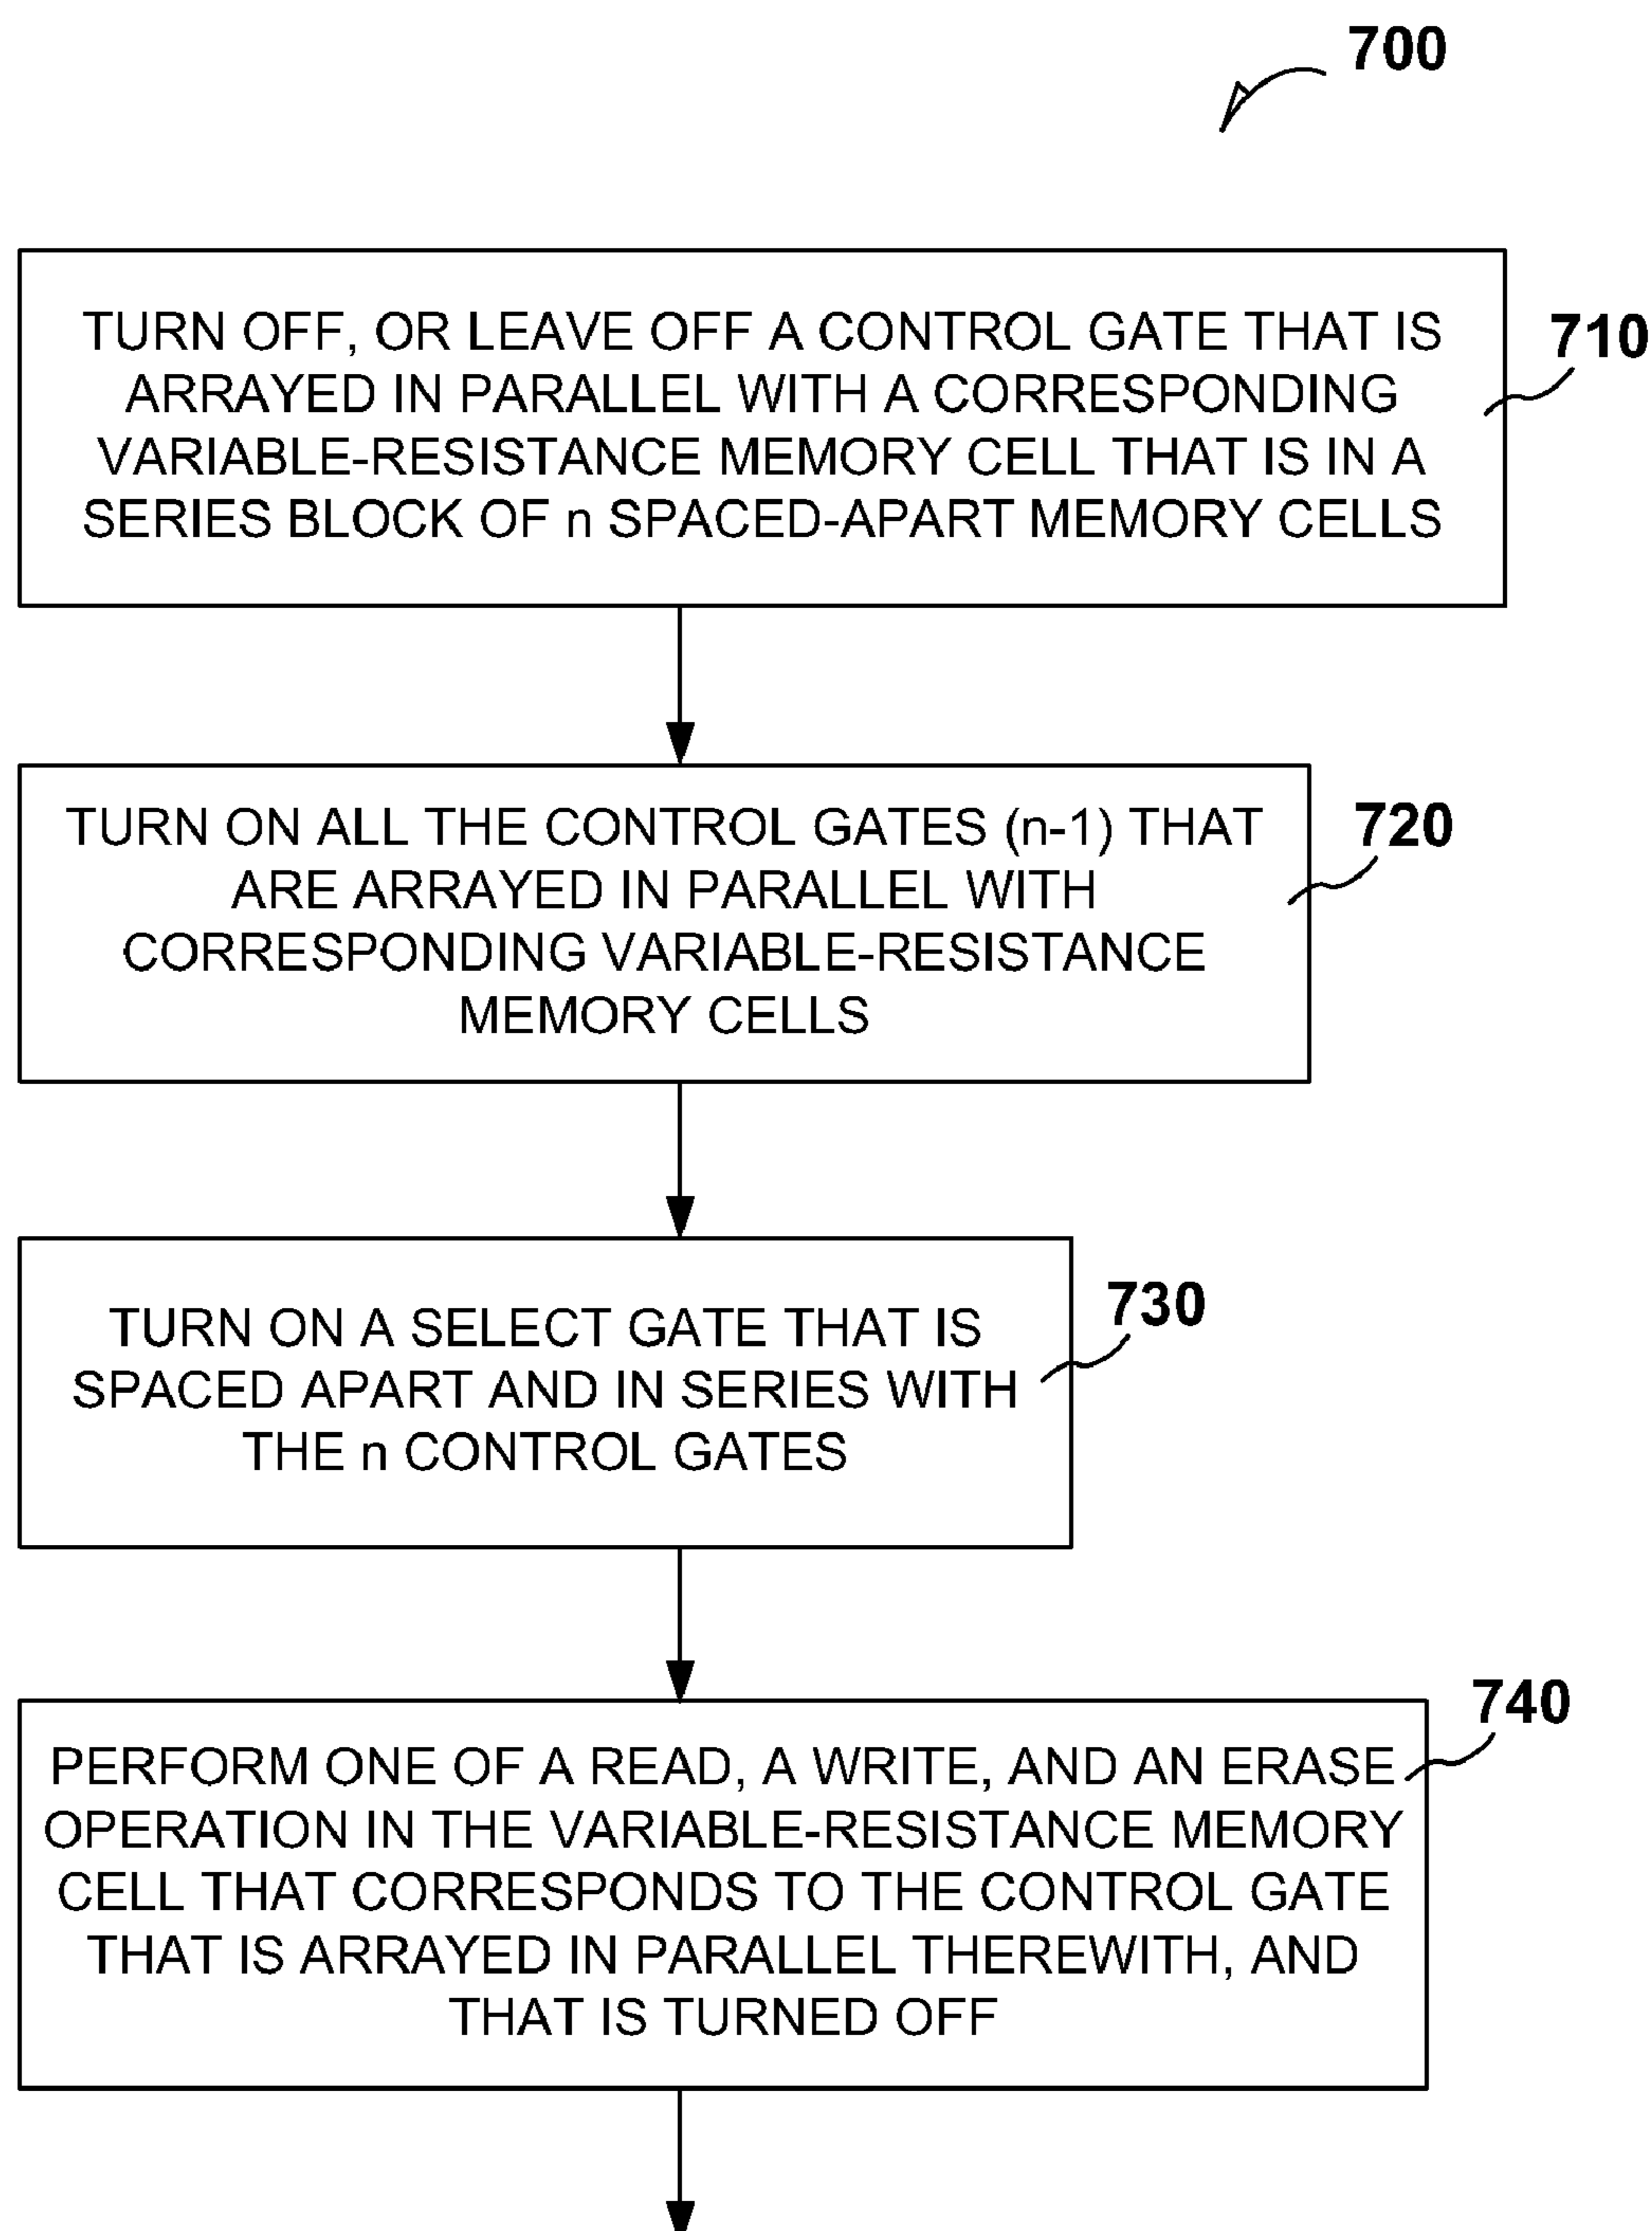 700
TURN OFF, OR LEAVE OFF A CONTROL GATE THAT IS
ARRAYED IN PARALLEL WITH A CORRESPONDING
VARIABLE-RESISTANCE MEMORY CELL THAT IS IN A
SERIES BLOCK OF n SPACED-APART MEMORY CELLS
710
TURN ON ALL THE CONTROL GATES (n-1) THAT
ARE ARRAYED IN PARALLEL WITH
CORRESPONDING VARIABLE-RESISTANCE
MEMORY CELLS
720
TURN ON A SELECT GATE THAT IS
SPACED APART AND IN SERIES WITH
THE n CONTROL GATES
730
PERFORM ONE OF A READ, A WRITE, AND AN ERASE
OPERATION IN THE VARIABLE-RESISTANCE MEMORY
CELL THAT CORRESPONDS TO THE CONTROL GATE
THAT IS ARRAYED IN PARALLEL THEREWITH, AND
THAT IS TURNED OFF
740